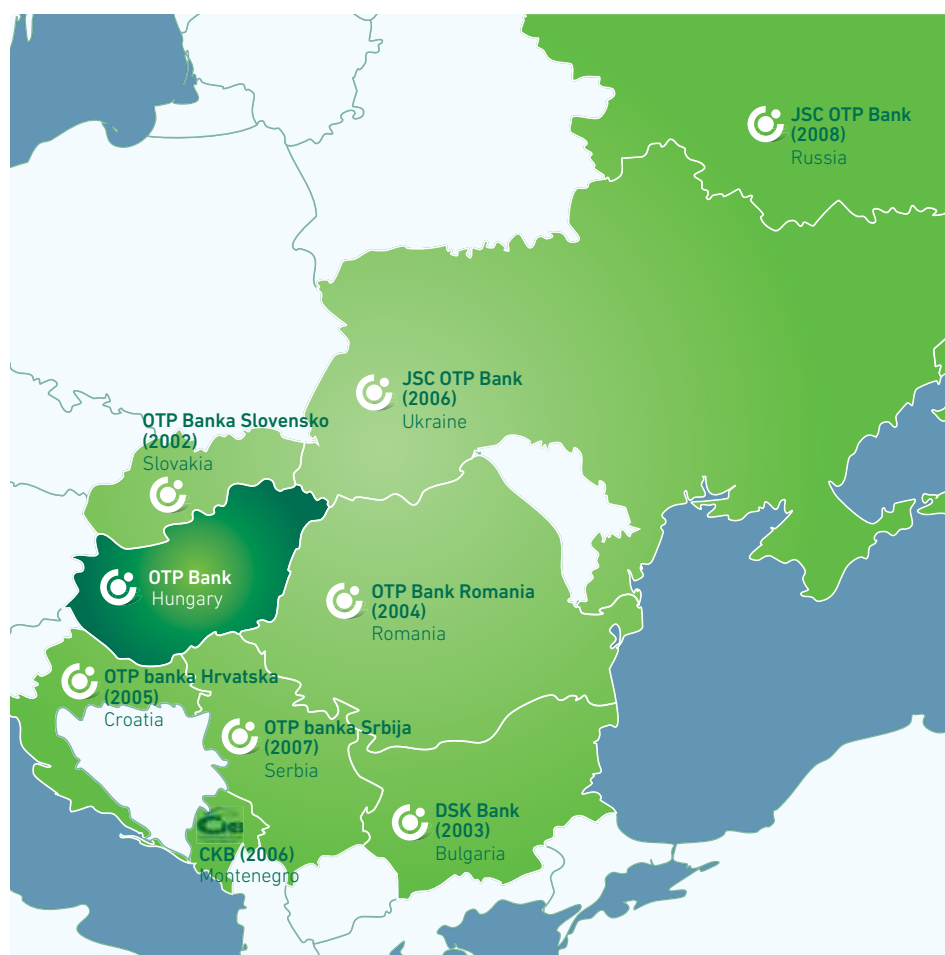 JSC OTP Bank
(2008)
Russia
JSC OTP Bank
(2006)
Ukraine
OTP Banka Slovensko
(2002)
Slovakia
OTP Bank
Hungary
OTP Bank Romania
(2004)
Romania
OTP banka Hrvatska
(2005)
Croatia
OTP banka Srbija
(2007)
Serbia
DSK Bank
(2003)
Bulgaria
CKB (2006)
Montenegro